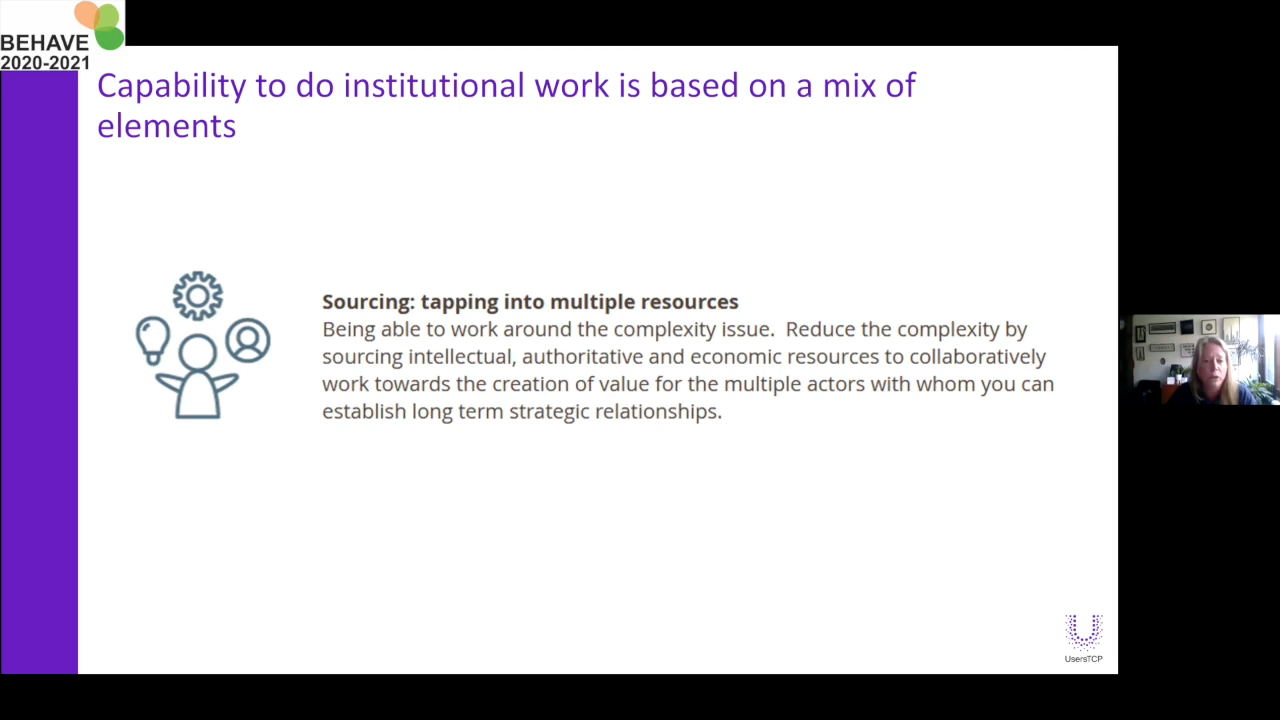 BEHAVE
2020-2021
Capability to do institutional work is based on a mix of
elements
Sourcing: tapping into multiple resources
Being able to work around the complexity issue.  Reduce the complexity by
sourcing intellectual, authoritative and economic resources to collaboratively
work towards the creation of value for the multiple actors with whom you can
establish long term strategic relationships.
UsersTCP